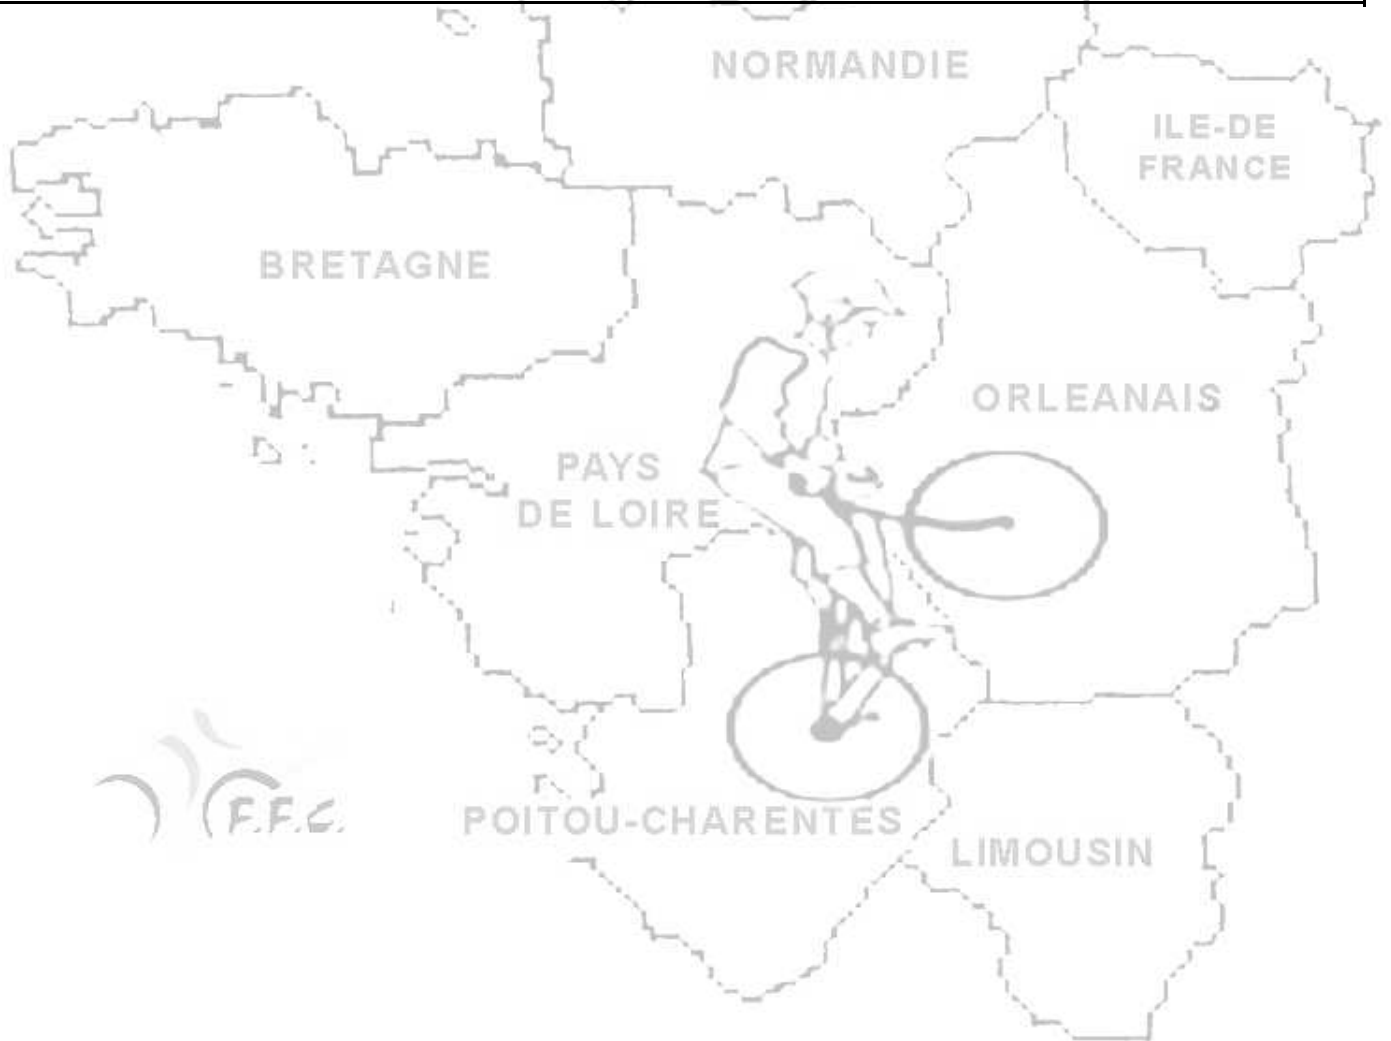 NORMANDIE
ILE-DE
FRANCE
BRETAGNE
ORLEANAIS
PAYS
DE LOIRE
F.F.C.
POITOU-CHARENTES
LIMOUSIN